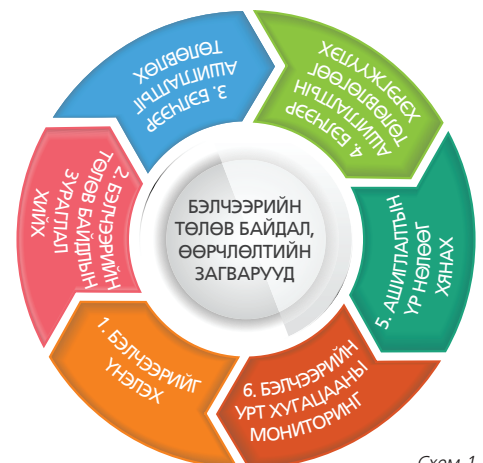 БЭЛЧЭЭРИЙН
ТӨЛӨВ БАЙДАЛ,
ӨӨРЧЛӨЛТИЙН
ЗАГВАРУУД
1. БЭЛЧЭЭРИЙГ
ҮНЭЛЭХ
2. БЭЛЧЭЭРИЙН
ТӨЛӨВ БАЙДЛЫН
ЗУРАГЛАЛ
ХИЙХ
3. БЭЛЧЭЭР
АШИГЛАЛТЫГ
ТӨЛӨВЛӨХ
4. БЭЛЧЭЭР
АШИГЛАЛТЫН
ТӨЛӨВЛӨГӨӨГ
ХЭРЭГЖҮҮЛЭХ
5. АШИГЛАЛТЫН
ҮР НӨЛӨӨГ
ХЯНАХ
6. БЭЛЧЭЭРИЙН
УРТ ХУГАЦААНЫ
МОНИТОРИНГ
Схем 1